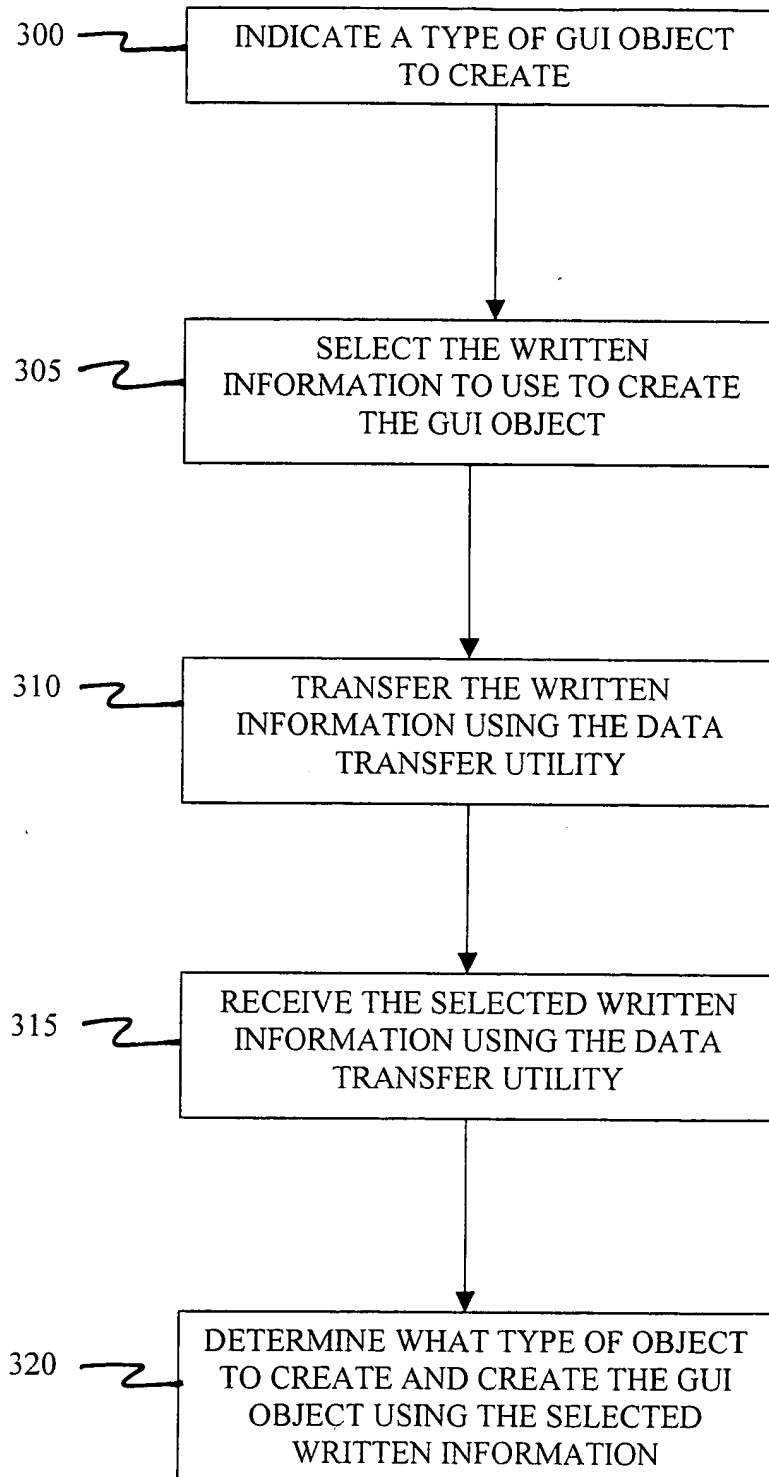 300
INDICATE A TYPE OF GUI OBJECT
TO CREATE
305
SELECT THE WRITTEN
INFORMATION TO USE TO CREATE
THE GUI OBJECT
310
TRANSFER THE WRITTEN
INFORMATION USING THE DATA
TRANSFER UTILITY
315
RECEIVE THE SELECTED WRITTEN
INFORMATION USING THE DATA
TRANSFER UTILITY
320
DETERMINE WHAT TYPE OF OBJECT
TO CREATE AND CREATE THE GUI
OBJECT USING THE SELECTED
WRITTEN INFORMATION